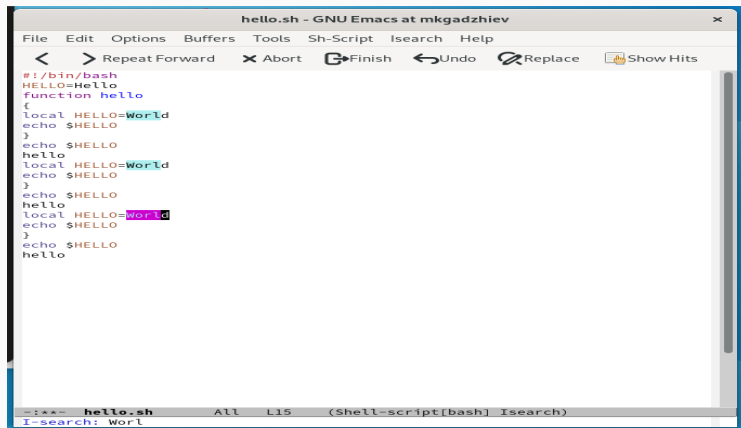 hello.sh - GNU Emacs at mkgadzhiev ×
File Edit Options Buffers Tools Sh-Script Isearch Help
Repeat Forward Abort Finish Undo Replace Show Hits
#!/bin/bash
HELLO=Hello
function hello
{
local HELLO=World
echo $HELLO
}
echo $HELLO
hello
local HELLO=World
echo $HELLO
}
echo $HELLO
hello
local HELLO=World
echo $HELLO
}
echo $HELLO
hello
-:**- hello.sh All L15 (Shell-script[bash] Isearch)
I-search: Worl